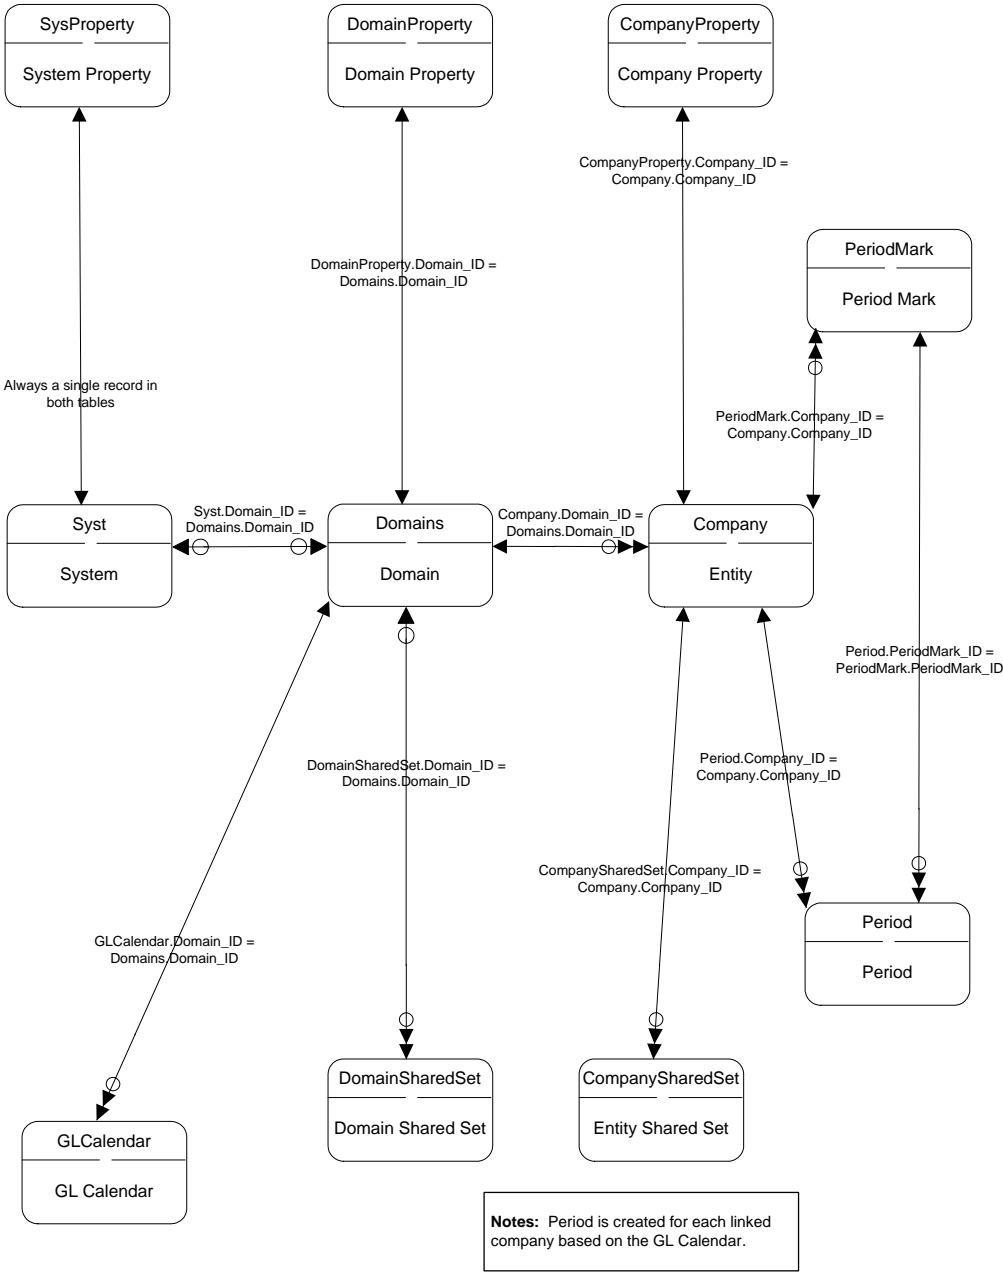 SysProperty
System Property
DomainProperty
Domain Property
CompanyProperty
Company Property
CompanyProperty.Company_ID =
Company.Company_ID
PeriodMark
Period Mark
DomainProperty.Domain_ID =
Domains.Domain_ID
Always a single record in
both tables
PeriodMark.Company_ID =
Company.Company_ID
Syst
System
Syst.Domain_ID =
Domains.Domain_ID
Domains
Domain
Company.Domain_ID =
Domains.Domain_ID
Company
Entity
Period.PeriodMark_ID =
PeriodMark.PeriodMark_ID
DomainSharedSet.Domain_ID =
Domains.Domain_ID
Period.Company_ID =
Company.Company_ID
CompanySharedSet.Company_ID =
Company.Company_ID
GLCalendar.Domain_ID =
Domains.Domain_ID
Period
Period
DomainSharedSet
Domain Shared Set
CompanySharedSet
Entity Shared Set
GLCalendar
GL Calendar
Notes: Period is created for each linked
company based on the GL Calendar.